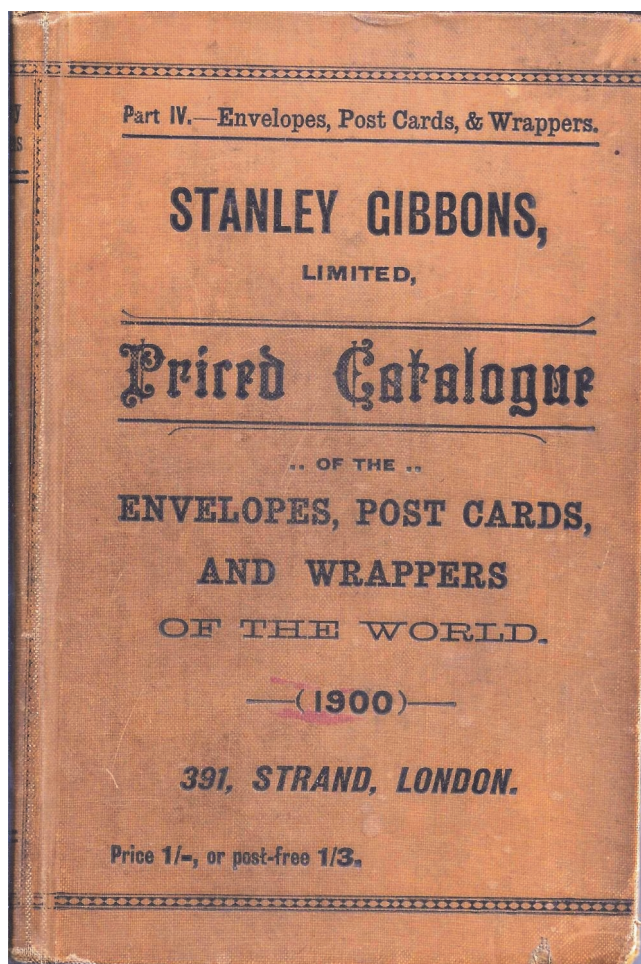 Part IV.—Envelopes, Post Cards, & Wrappers.
STANLEY GIBBONS,
LIMITED,
Priced Catalogue
.. OF THE ..
ENVELOPES, POST CARDS,
AND WRAPPERS
OF THE WORLD.
—(1900)—
391, STRAND, LONDON.
Price 1/-, or post-free 1/3.